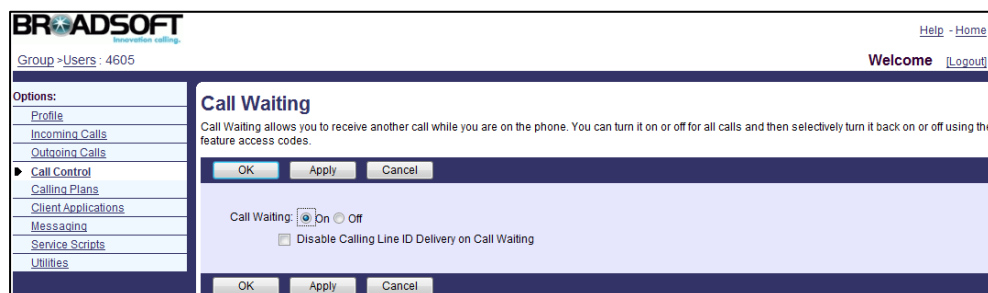 BROADSOFT
innovation calling.
Help - Home
Group >Users : 4605
Welcome [Logout]
Options:
Profile
Incoming Calls
Outgoing Calls
Call Control
Calling Plans
Client Applications
Messaging
Service Scripts
Utilities
Call Waiting
Call Waiting allows you to receive another call while you are on the phone. You can turn it on or off for all calls and then selectively turn it back on or off using the
feature access codes.
OK Apply Cancel
Call Waiting: On Off
Disable Calling Line ID Delivery on Call Waiting
OK Apply Cancel